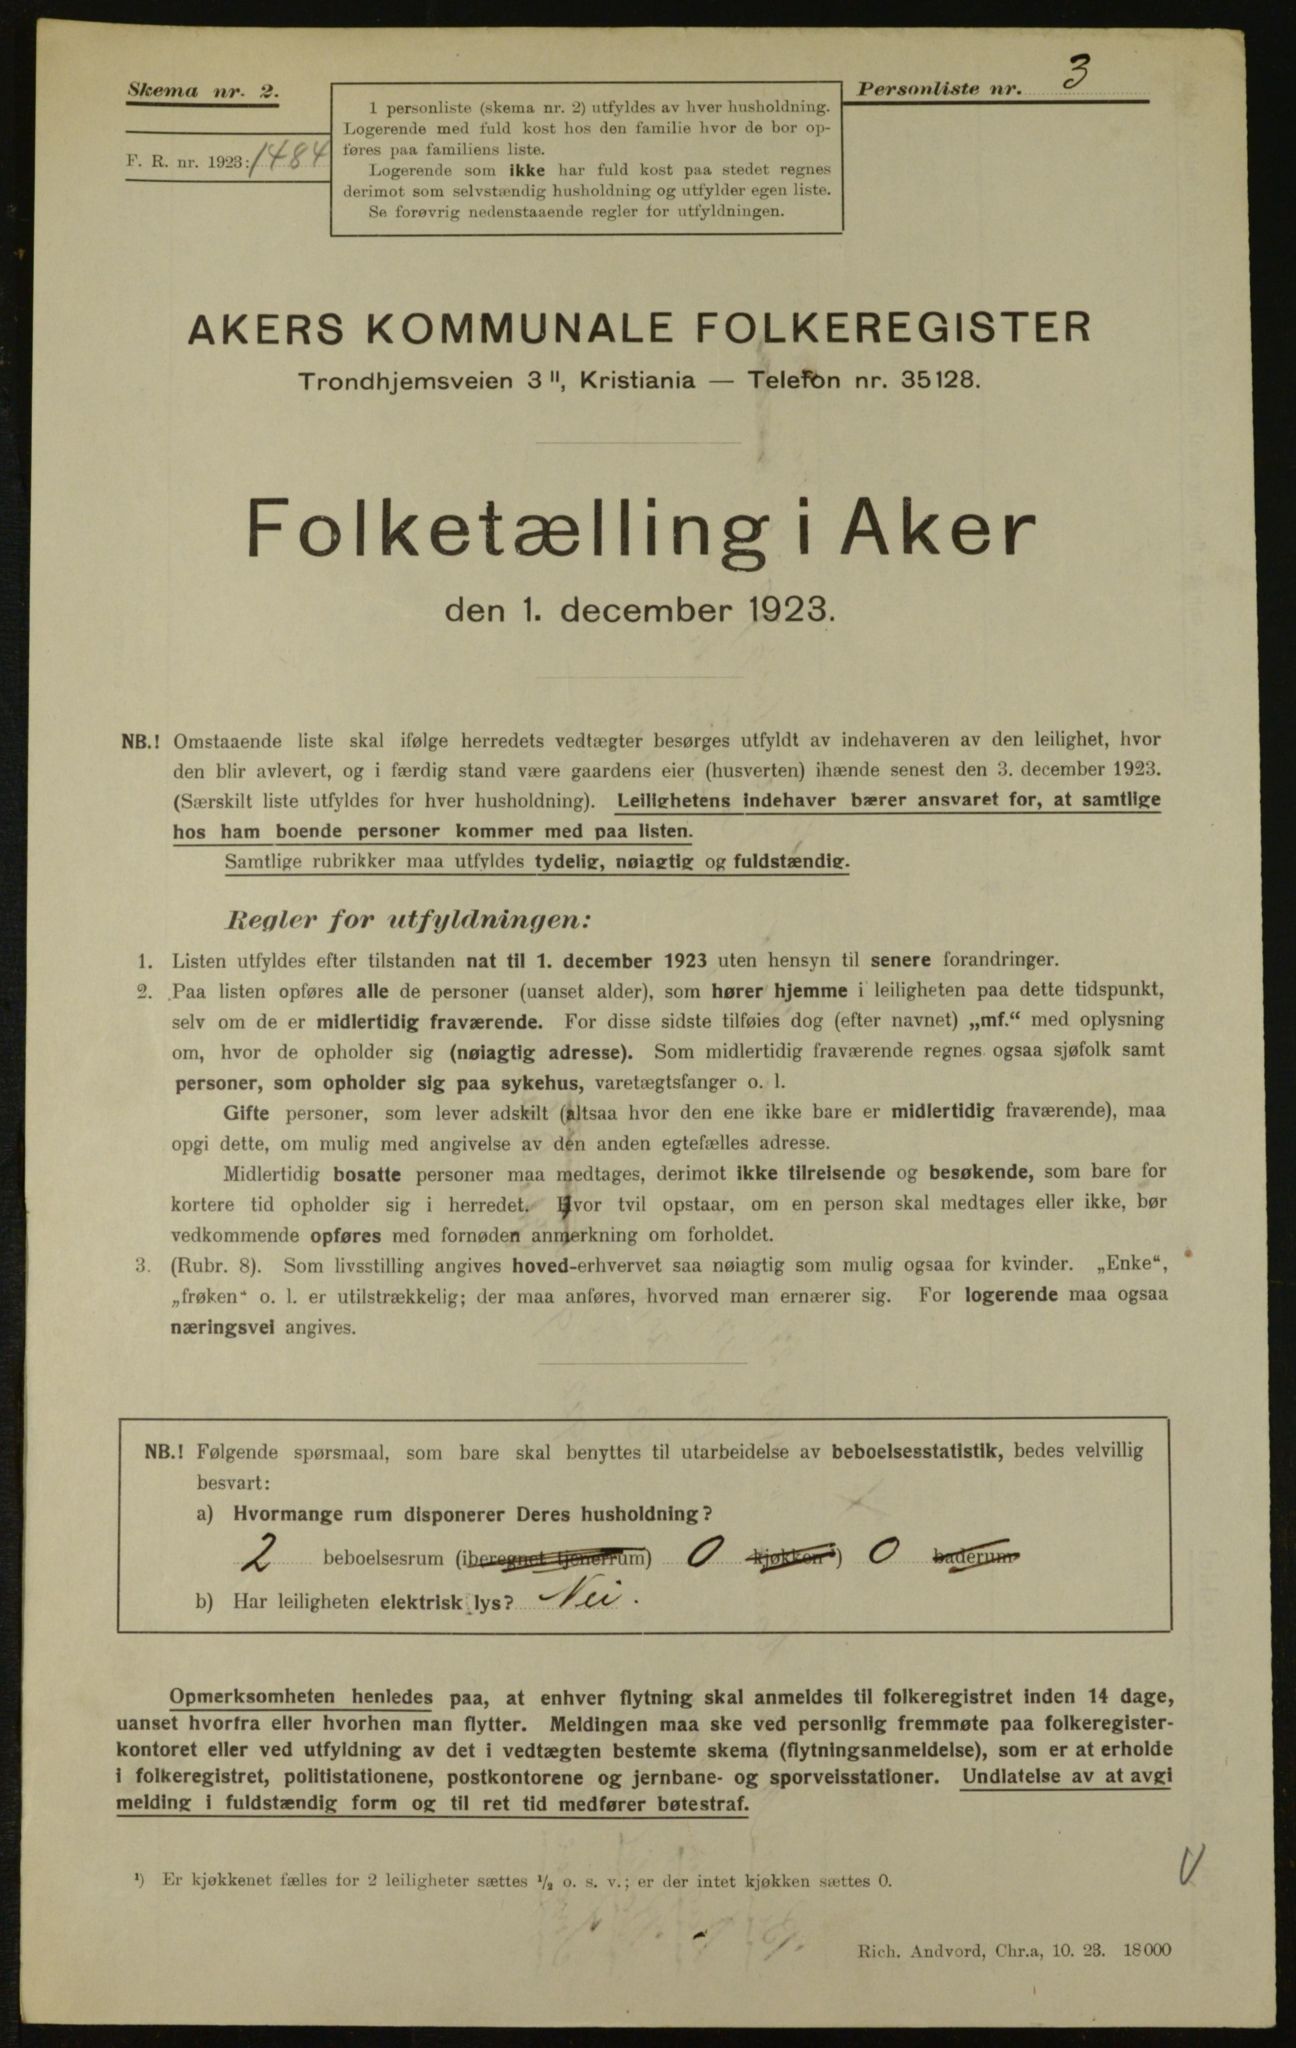 Skema nr. 2.
F. R. nr. 1923: 1484
1 personliste (skema nr. 2) utfyldes av hver husholdning.
Logerende med fuld kost hos den familie hvor de bor op-
føres paa familiens liste.
Logerende som ikke har fuld kost paa stedet regnes
derimot som selvstændig husholdning og utfylder egen liste.
Se forøvrig nedenstaaende regler for utfyldningen.
Personliste nr. 3
AKERS KOMMUNALE FOLKEREGISTER
Trondhjemsveien 3 II, Kristiania — Telefon nr. 35128.
Folketælling i Aker
den 1. december 1923.
NB.! Omstaaende liste skal ifølge herredets vedtægter besørges utfyldt av indehaveren av den leilighet, hvor
den blir avlevert, og i færdig stand være gaardens eier (husverten) ihænde senest den 3. december 1923.
(Særskilt liste utfyldes for hver husholdning). Leilighetens indehaver bærer ansvaret for, at samtlige
hos ham boende personer kommer med paa listen.
Samtlige rubrikker maa utfyldes tydelig, nøiagtig og fuldstændig.
Regler for utfyldningen:
1. Listen utfyldes efter tilstanden nat til 1. december 1923 uten hensyn til senere forandringer.
2. Paa listen opføres alle de personer (uanset alder), som hører hjemme i leiligheten paa dette tidspunkt,
selv om de er midlertidig fraværende. For disse sidste tilføies dog (efter navnet) „mf.“ med oplysning
om, hvor de opholder sig (nøiagtig adresse). Som midlertidig fraværende regnes ogsaa sjøfolk samt
personer, som opholder sig paa sykehus, varetægtsfanger o. l.
Gifte personer, som lever adskilt (altsaa hvor den ene ikke bare er midlertidig fraværende), maa
opgi dette, om mulig med angivelse av den anden egtefælles adresse.
Midlertidig bosatte personer maa medtages, derimot ikke tilreisende og besøkende, som bare for
kortere tid opholder sig i herredet. Hvor tvil opstaar, om en person skal medtages eller ikke, bør
vedkommende opføres med fornøden anmerkning om forholdet.
3. (Rubr. 8). Som livsstilling angives hoved-erhvervet saa nøiagtig som mulig ogsaa for kvinder. „Enke“,
„frøken“ o. l. er utilstrækkelig; der maa anføres, hvorved man ernærer sig. For logerende maa ogsaa
næringsvei angives.
NB.! Følgende spørsmaal, som bare skal benyttes til utarbeidelse av beboelsesstatistik, bedes velvillig
besvart:
a) Hvormange rum disponerer Deres husholdning?
2 beboelsesrum (iberegnet tjenerrum) 0 kjøkken ¹) 0 baderum
b) Har leiligheten elektrisk lys? Nei.
Opmerksomheten henledes paa, at enhver flytning skal anmeldes til folkeregistret inden 14 dage,
uanset hvorfra eller hvorhen man flytter. Meldingen maa ske ved personlig fremmøte paa folkeregister-
kontoret eller ved utfyldning av det i vedtægten bestemte skema (flytningsanmeldelse), som er at erholde
i folkeregistret, politistationene, postkontorene og jernbane- og sporveisstationer. Undlatelse av at avgi
melding i fuldstændig form og til ret tid medfører bøtestraf.
¹) Er kjøkkenet fælles for 2 leiligheter sættes ½ o. s. v.; er der intet kjøkken sættes 0.
V
Rich. Andvord, Chr.a, 10. 23. 18000